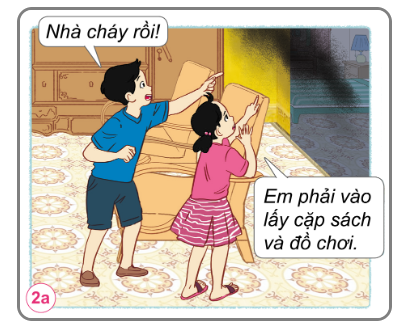 Nhà cháy rồi!
Em phải vào
lấy cặp sách
và đồ chơi.
2a